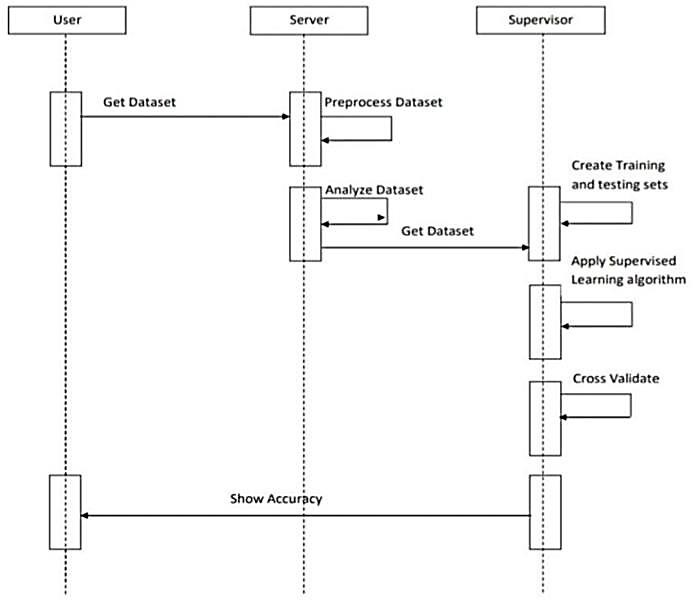 User
Server
Supervisor
Get Dataset
Preprocess Dataset
Create Training
and testing sets
Analyze Dataset
Get Dataset
Apply Supervised
Learning algorithm
Cross Validate
Show Accuracy